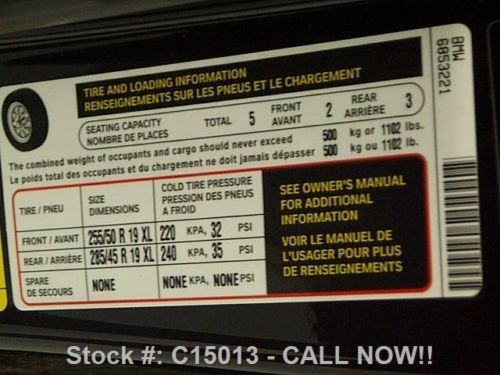 TIRE AND LOADING INFORMATION
RENSEIGNEMENTS SUR LES PNEUS ET LE CHARGEMENT
SEATING CAPACITY
NOMBRE DE PLACES
TOTAL 5 FRONT AVANT 2 REAR ARRIÈRE 3
The combined weight of occupants and cargo should never exceed 500 kg or 1102 lbs.
Le poids total des occupants et du chargement ne doit jamais dépasser 500 kg ou 1102 lb.
TIRE / PNEU SIZE DIMENSIONS COLD TIRE PRESSURE PRESSION DES PNEUS A FROID
FRONT / AVANT 255/50 R 19 XL 220 KPA, 32 PSI
REAR / ARRIÈRE 285/45 R 19 XL 240 KPA, 35 PSI
SPARE DE SECOURS NONE NONE KPA, NONE PSI
SEE OWNER'S MANUAL
FOR ADDITIONAL
INFORMATION
VOIR LE MANUEL DE
L'USAGER POUR PLUS
DE RENSEIGNEMENTS
BMW
6853221
Stock #: C15013 - CALL NOW!!